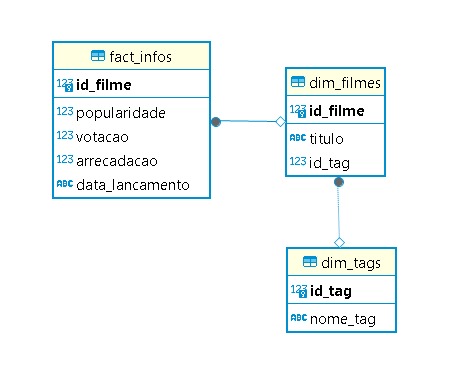 fact_infos
123 id_filme
123 popularidade
123 votacao
123 arrecadacao
ABC data_lancamento
dim_filmes
123 id_filme
ABC titulo
123 id_tag
dim_tags
123 id_tag
ABC nome_tag